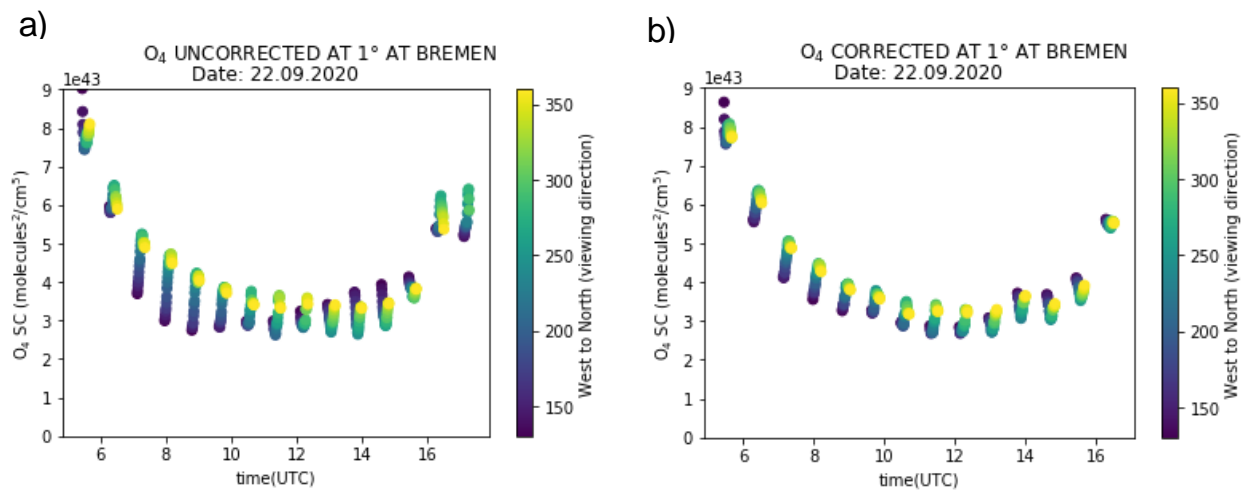 a)
O₄ UNCORRECTED AT 1° AT BREMEN
Date: 22.09.2020
1e43
9
8
7
6
5
4
3
2
1
0
O₄ SC (molecules²/cm⁵)
6 8 10 12 14 16
time(UTC)
350
300
250
200
150
West to North (viewing direction)
b)
O₄ CORRECTED AT 1° AT BREMEN
Date: 22.09.2020
1e43
9
8
7
6
5
4
3
2
1
0
O₄ SC (molecules²/cm⁵)
6 8 10 12 14 16
time(UTC)
350
300
250
200
150
West to North (viewing direction)